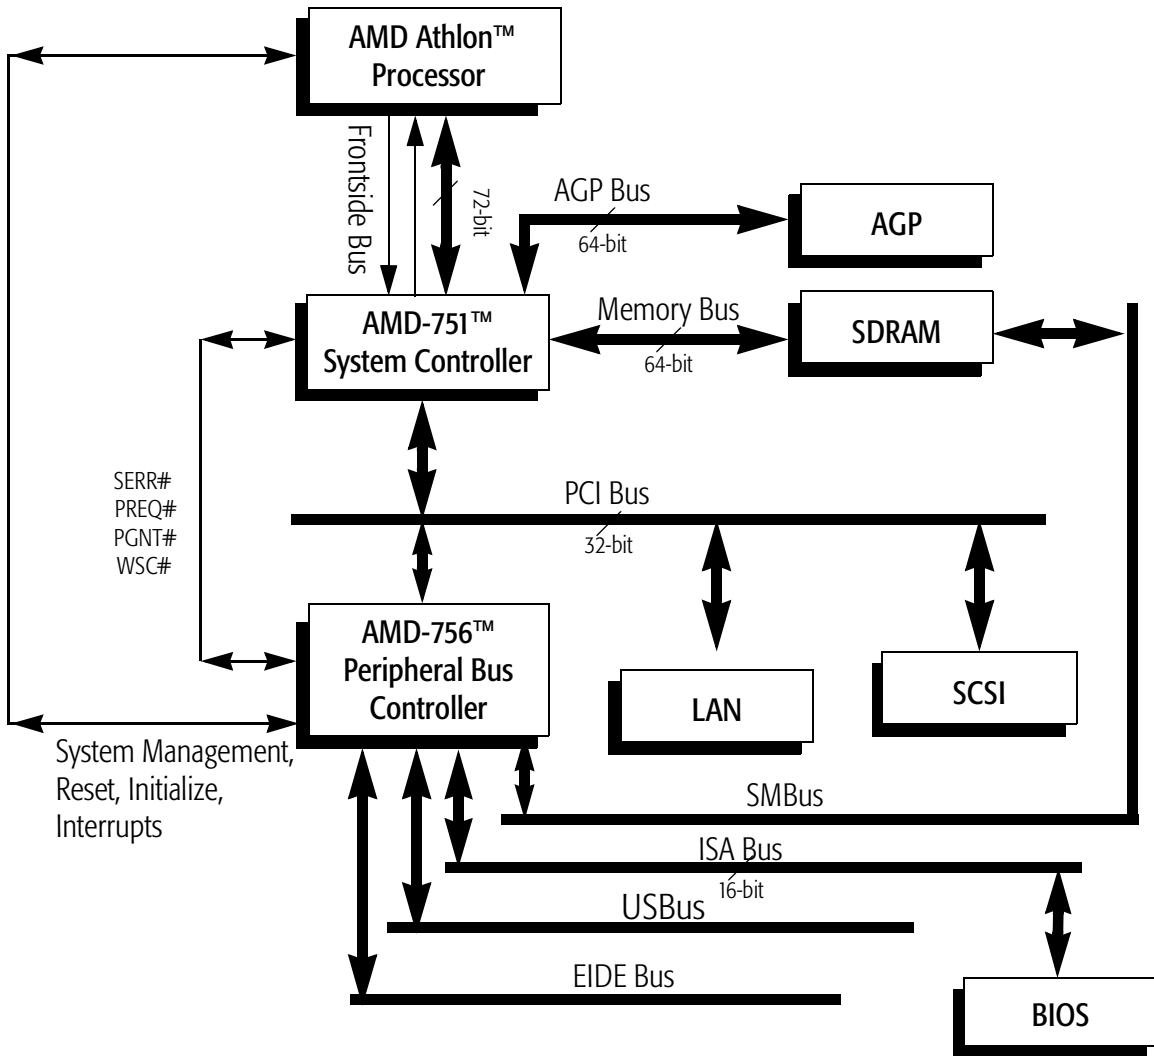 AMD Athlon™
Processor
Frontside Bus
72-bit
AGP Bus
64-bit
AGP
AMD-751™
System Controller
Memory Bus
64-bit
SDRAM
SERR#
PREQ#
PGNT#
WSC#
PCI Bus
32-bit
AMD-756™
Peripheral Bus
Controller
LAN
SCSI
System Management,
Reset, Initialize,
Interrupts
SMBus
ISA Bus
16-bit
USBus
EIDE Bus
BIOS